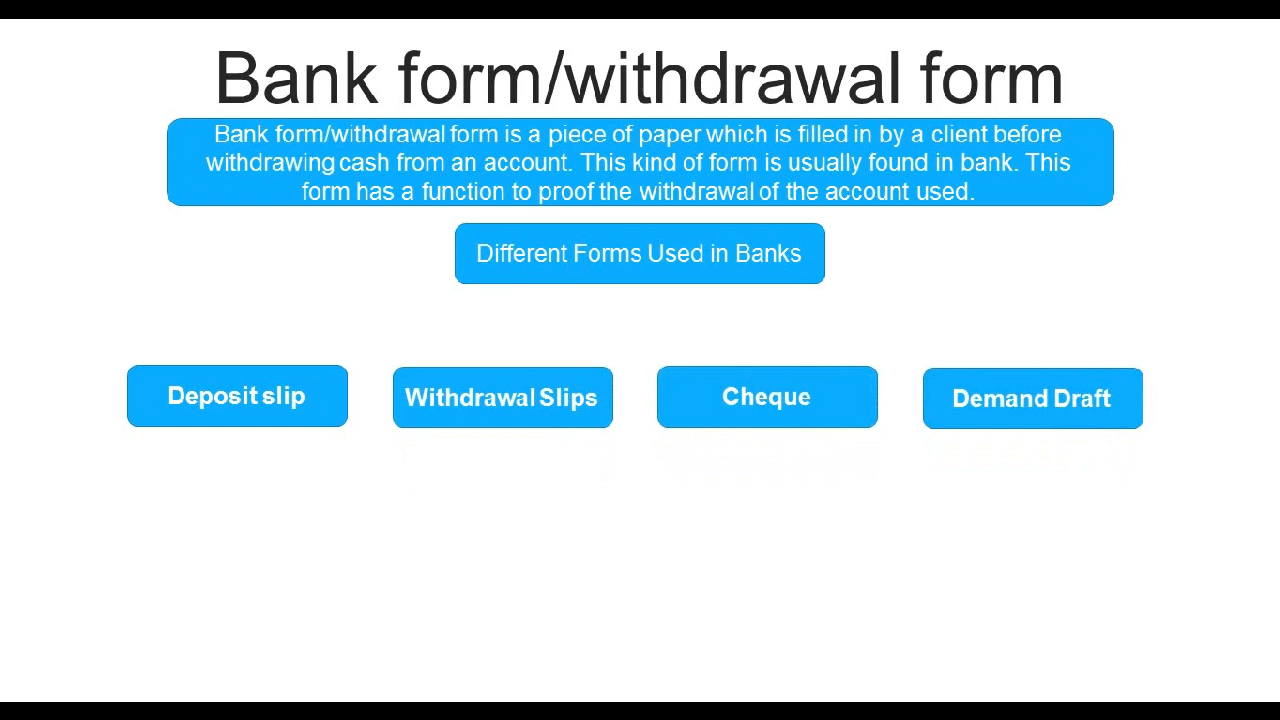 Bank form/withdrawal form
Bank form/withdrawal form is a piece of paper which is filled in by a client before
withdrawing cash from an account. This kind of form is usually found in bank. This
form has a function to proof the withdrawal of the account used.
Different Forms Used in Banks
Deposit slip
Withdrawal Slips
Cheque
Demand Draft